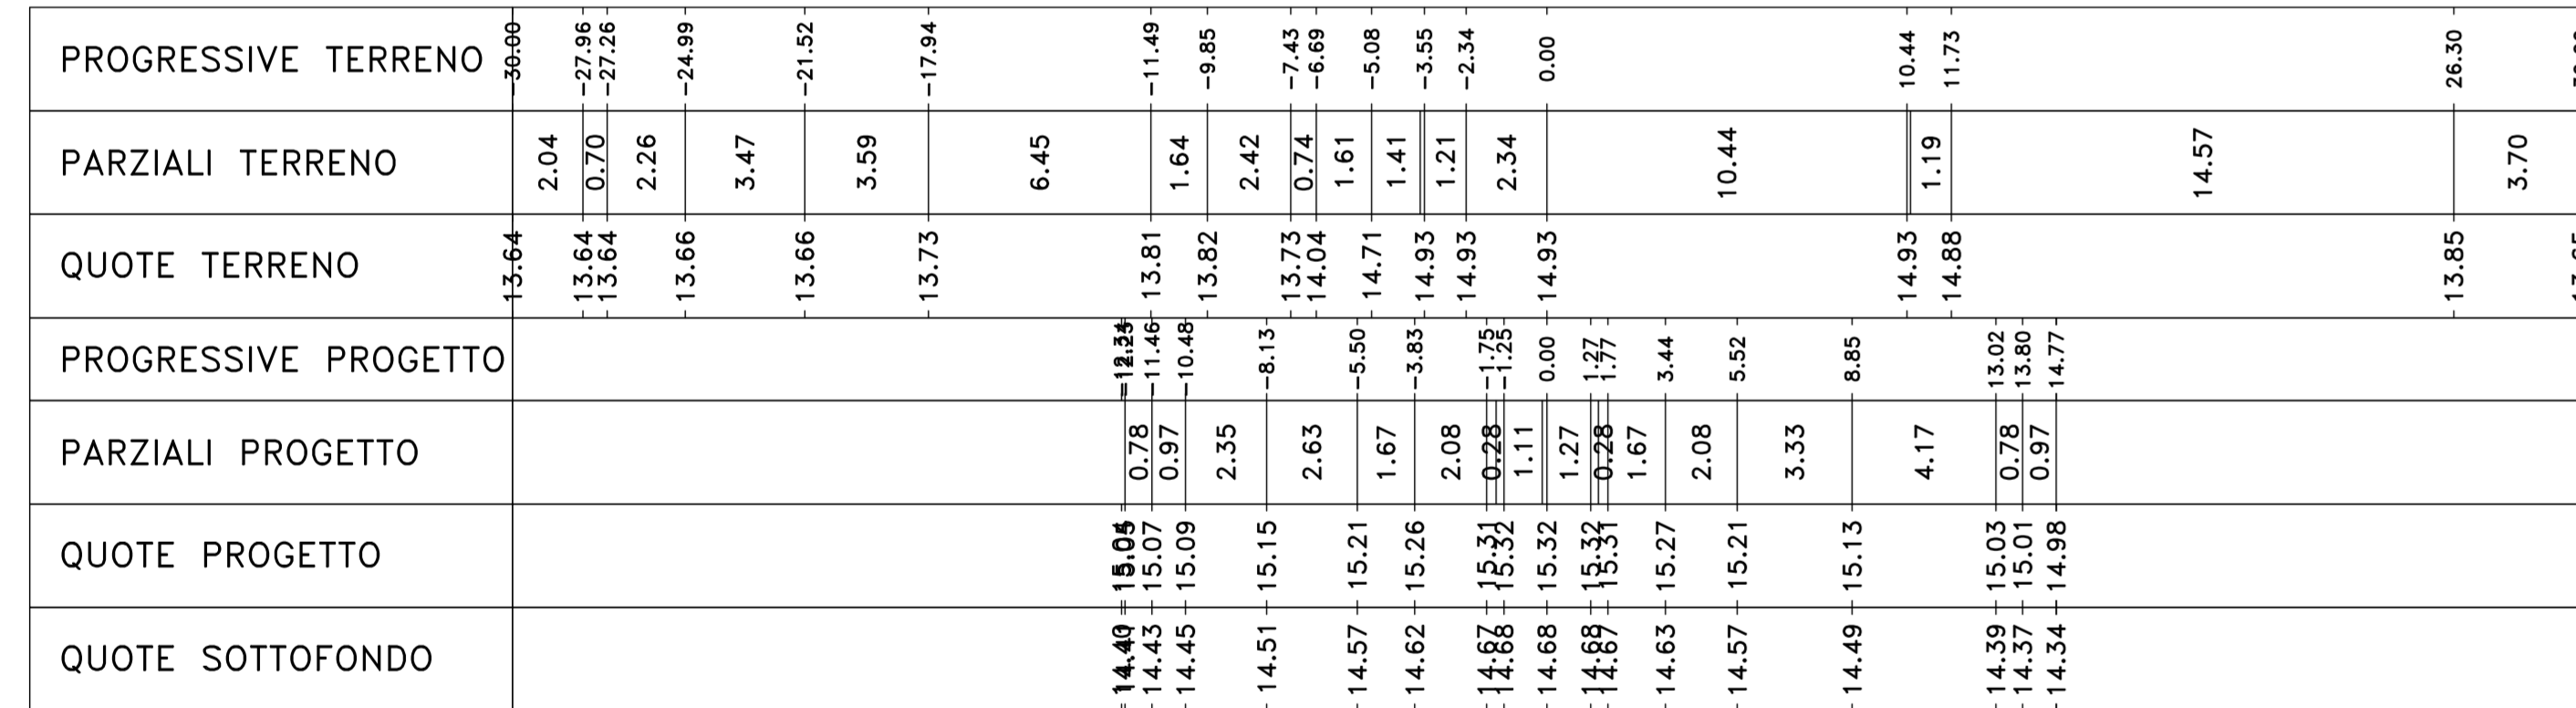 PROGRESSIVE TERRENO -30.00 -27.96 -27.26 -24.99 -21.52 -17.94 -11.49 -9.85 -7.43 -6.69 -5.08 -3.55 -2.34 0.00 10.44 11.73 26.30
PARZIALI TERRENO 2.04 0.70 2.26 3.47 3.59 6.45 1.64 2.42 0.74 1.61 1.41 1.21 2.34 10.44 1.19 14.57 3.70
QUOTE TERRENO 13.64 13.64 13.64 13.66 13.66 13.73 13.81 13.82 13.73 14.04 14.71 14.93 14.93 14.93 14.93 14.88 13.85
PROGRESSIVE PROGETTO -11.46 -10.48 -8.13 -5.50 -3.83 -1.75 -1.25 0.00 1.27 1.77 3.44 5.52 8.85 13.02 13.80 14.77
PARZIALI PROGETTO 0.78 0.97 2.35 2.63 1.67 2.08 0.28 1.11 1.27 0.28 1.67 2.08 3.33 4.17 0.78 0.97
QUOTE PROGETTO 15.07 15.09 15.15 15.21 15.26 15.31 15.32 15.32 15.32 15.31 15.27 15.21 15.13 15.03 15.01 14.98
QUOTE SOTTOFONDO 14.43 14.45 14.51 14.57 14.62 14.67 14.68 14.68 14.68 14.67 14.63 14.57 14.49 14.39 14.37 14.34